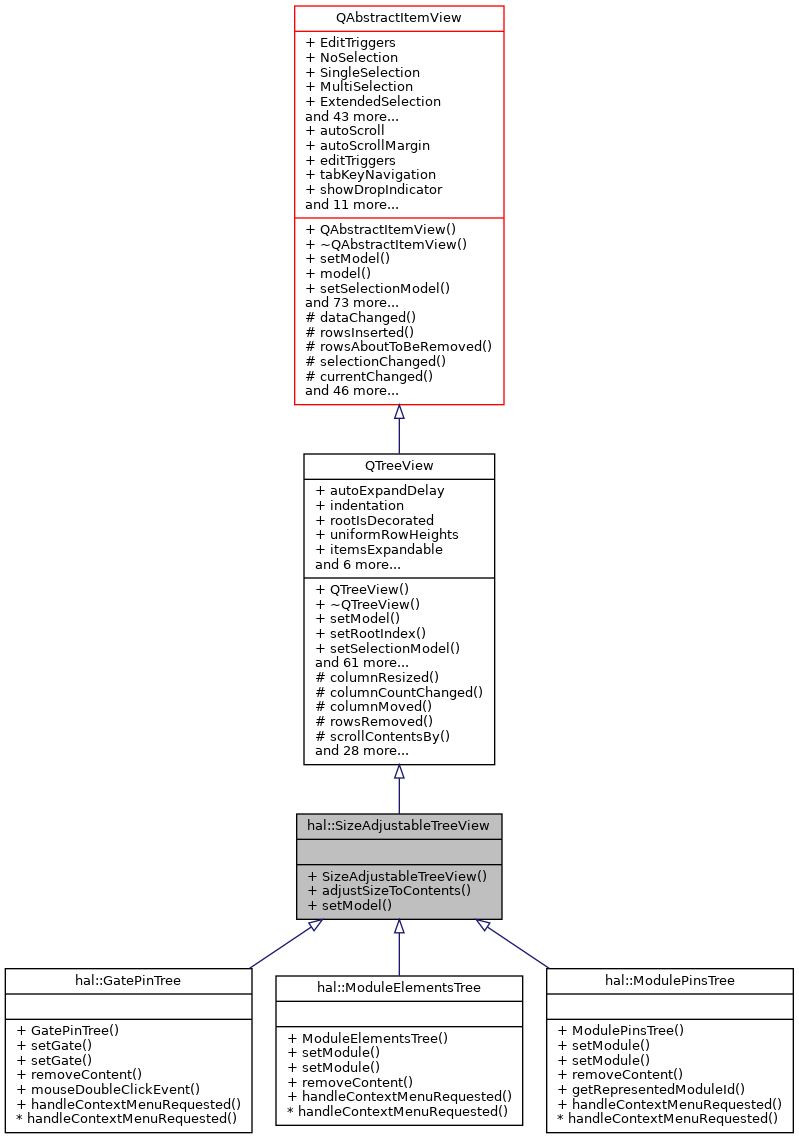 QAbstractItemView
+ EditTriggers
+ NoSelection
+ SingleSelection
+ MultiSelection
+ ExtendedSelection
and 43 more...
+ autoScroll
+ autoScrollMargin
+ editTriggers
+ tabKeyNavigation
+ showDropIndicator
and 11 more...
+ QAbstractItemView()
+ ~QAbstractItemView()
+ setModel()
+ model()
+ setSelectionModel()
and 73 more...
# dataChanged()
# rowsInserted()
# rowsAboutToBeRemoved()
# selectionChanged()
# currentChanged()
and 46 more...
QTreeView
+ autoExpandDelay
+ indentation
+ rootIsDecorated
+ uniformRowHeights
+ itemsExpandable
and 6 more...
+ QTreeView()
+ ~QTreeView()
+ setModel()
+ setRootIndex()
+ setSelectionModel()
and 61 more...
# columnResized()
# columnCountChanged()
# columnMoved()
# rowsRemoved()
# scrollContentsBy()
and 28 more...
hal::SizeAdjustableTreeView
+ SizeAdjustableTreeView()
+ adjustSizeToContents()
+ setModel()
hal::GatePinTree
+ GatePinTree()
+ setGate()
+ setGate()
+ removeContent()
+ mouseDoubleClickEvent()
+ handleContextMenuRequested()
* handleContextMenuRequested()
hal::ModuleElementsTree
+ ModuleElementsTree()
+ setModule()
+ setModule()
+ removeContent()
+ handleContextMenuRequested()
* handleContextMenuRequested()
hal::ModulePinsTree
+ ModulePinsTree()
+ setModule()
+ setModule()
+ removeContent()
+ getRepresentedModuleId()
+ handleContextMenuRequested()
* handleContextMenuRequested()